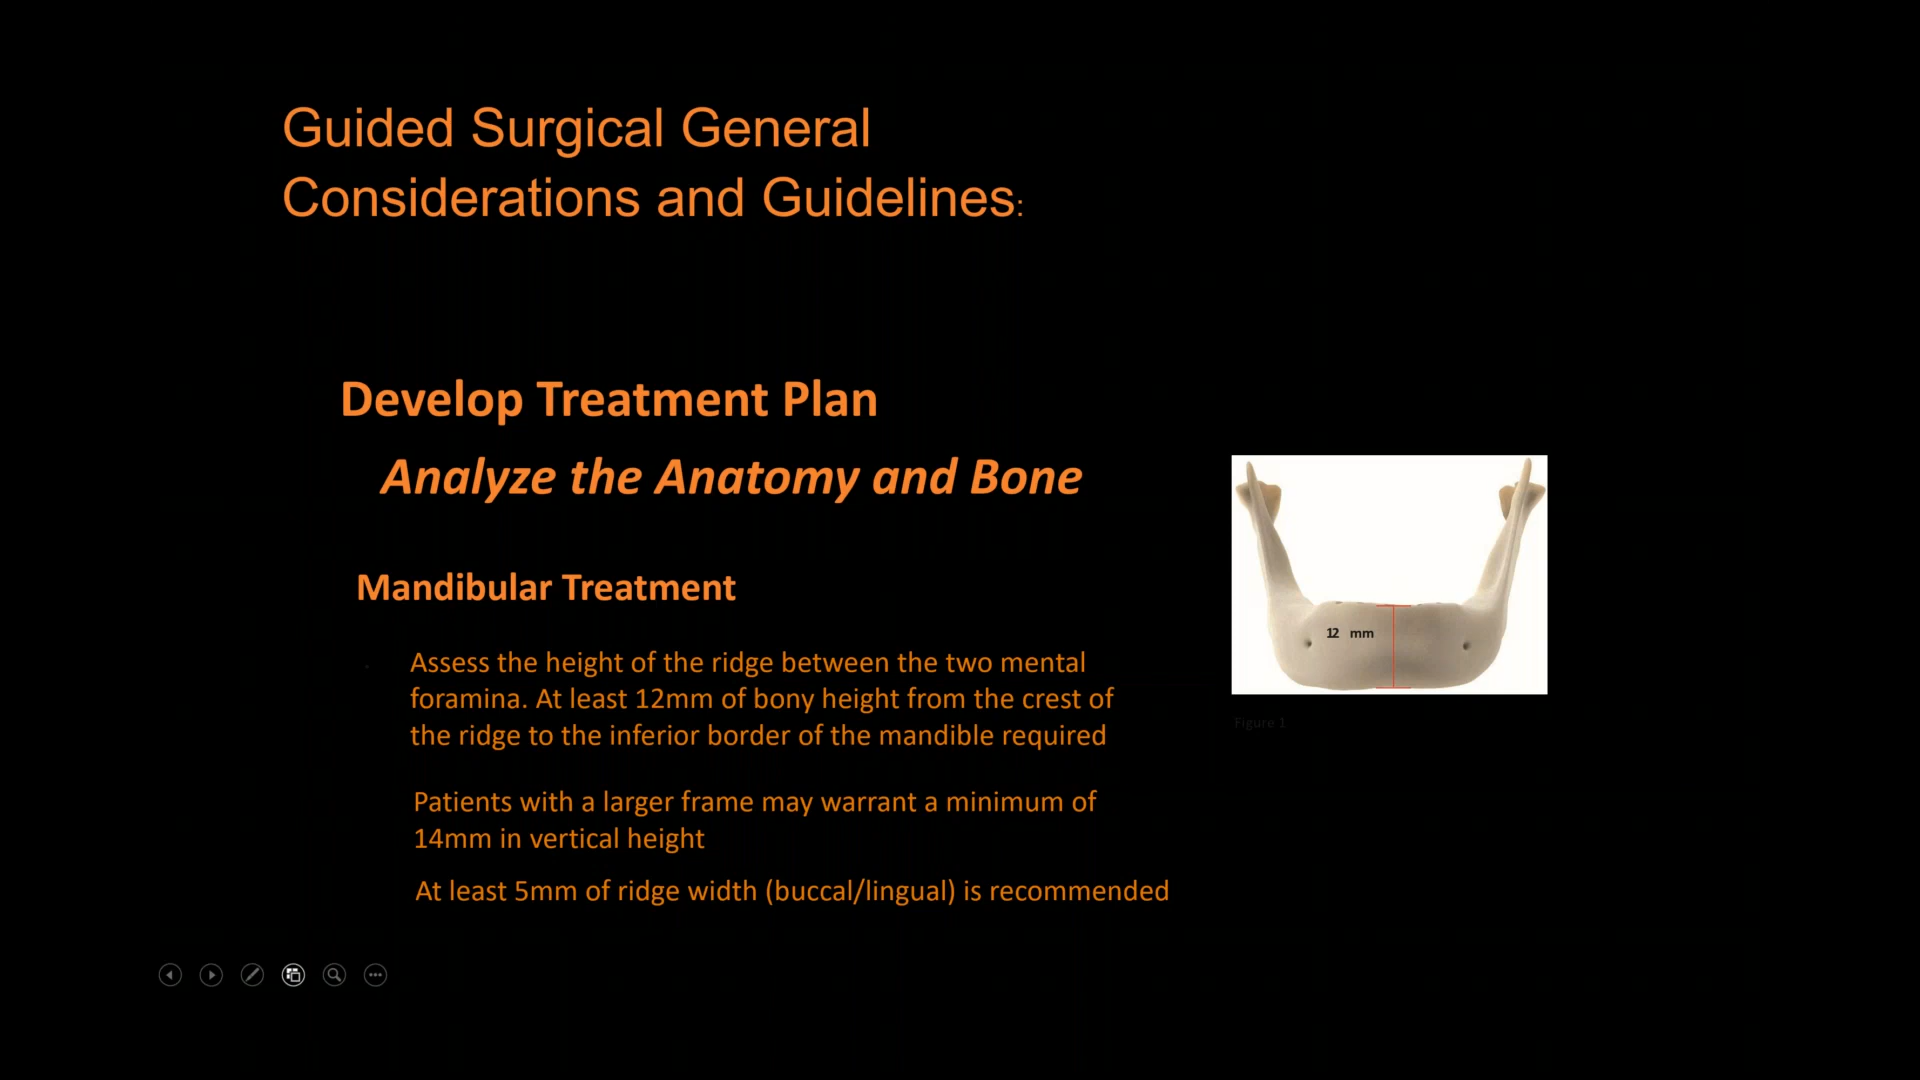 Guided Surgical General
Considerations and Guidelines:
Develop Treatment Plan
Analyze the Anatomy and Bone
Mandibular Treatment
Assess the height of the ridge between the two mental
foramina. At least 12mm of bony height from the crest of
the ridge to the inferior border of the mandible required
Patients with a larger frame may warrant a minimum of
14mm in vertical height
At least 5mm of ridge width (buccal/lingual) is recommended
12 mm
Figure 1